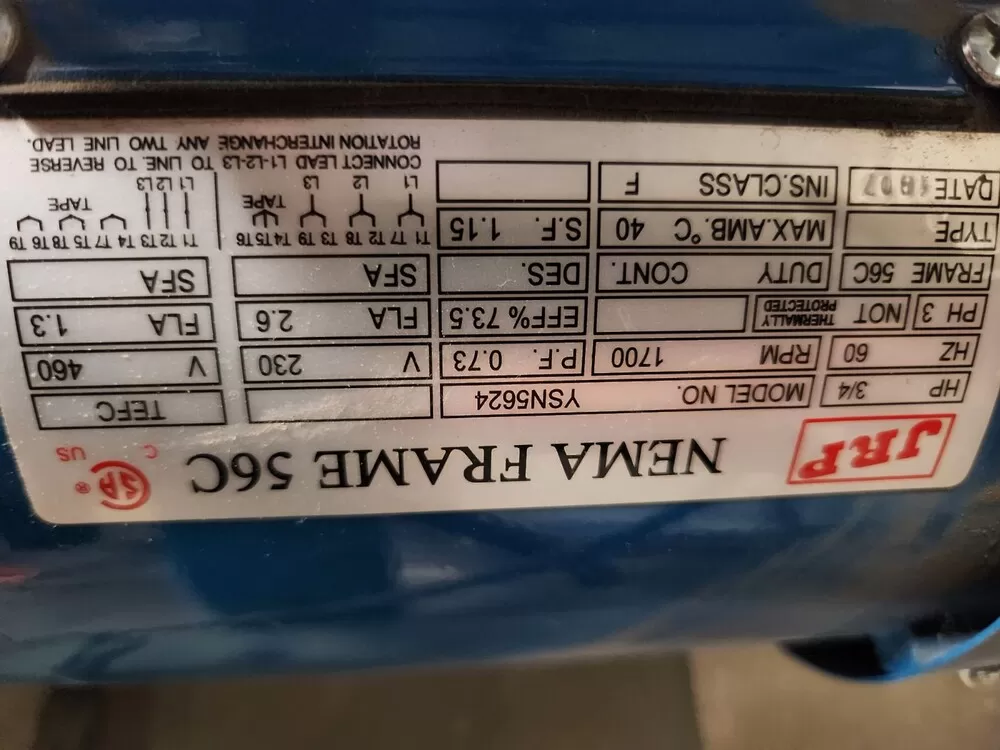 JRP NEMA FRAME 56C SA ® C US
HP 3/4 MODEL NO. YSN5624 TEFC
HZ 60 RPM 1700 P.F. 0.73 V 230 V 460
PH 3 NOT THERMALLY PROTECTED EFF% 73.5 FLA 2.6 FLA 1.3
FRAME 56C DUTY CONT. DES. SFA SFA
TYPE MAX.AMB.°C 40 S.F. 1.15
DATE 1807 INS.CLASS F
T1 T7 T2 T8 T3 T9 T4 T5 T6
TAPE
L1 L2 L3
T1 T2 T3 T4 T7 T5 T8 T6 T9
TAPE
L1 L2 L3
CONNECT LEAD L1-L2-L3 TO LINE. TO REVERSE
ROTATION INTERCHANGE ANY TWO LINE LEAD.